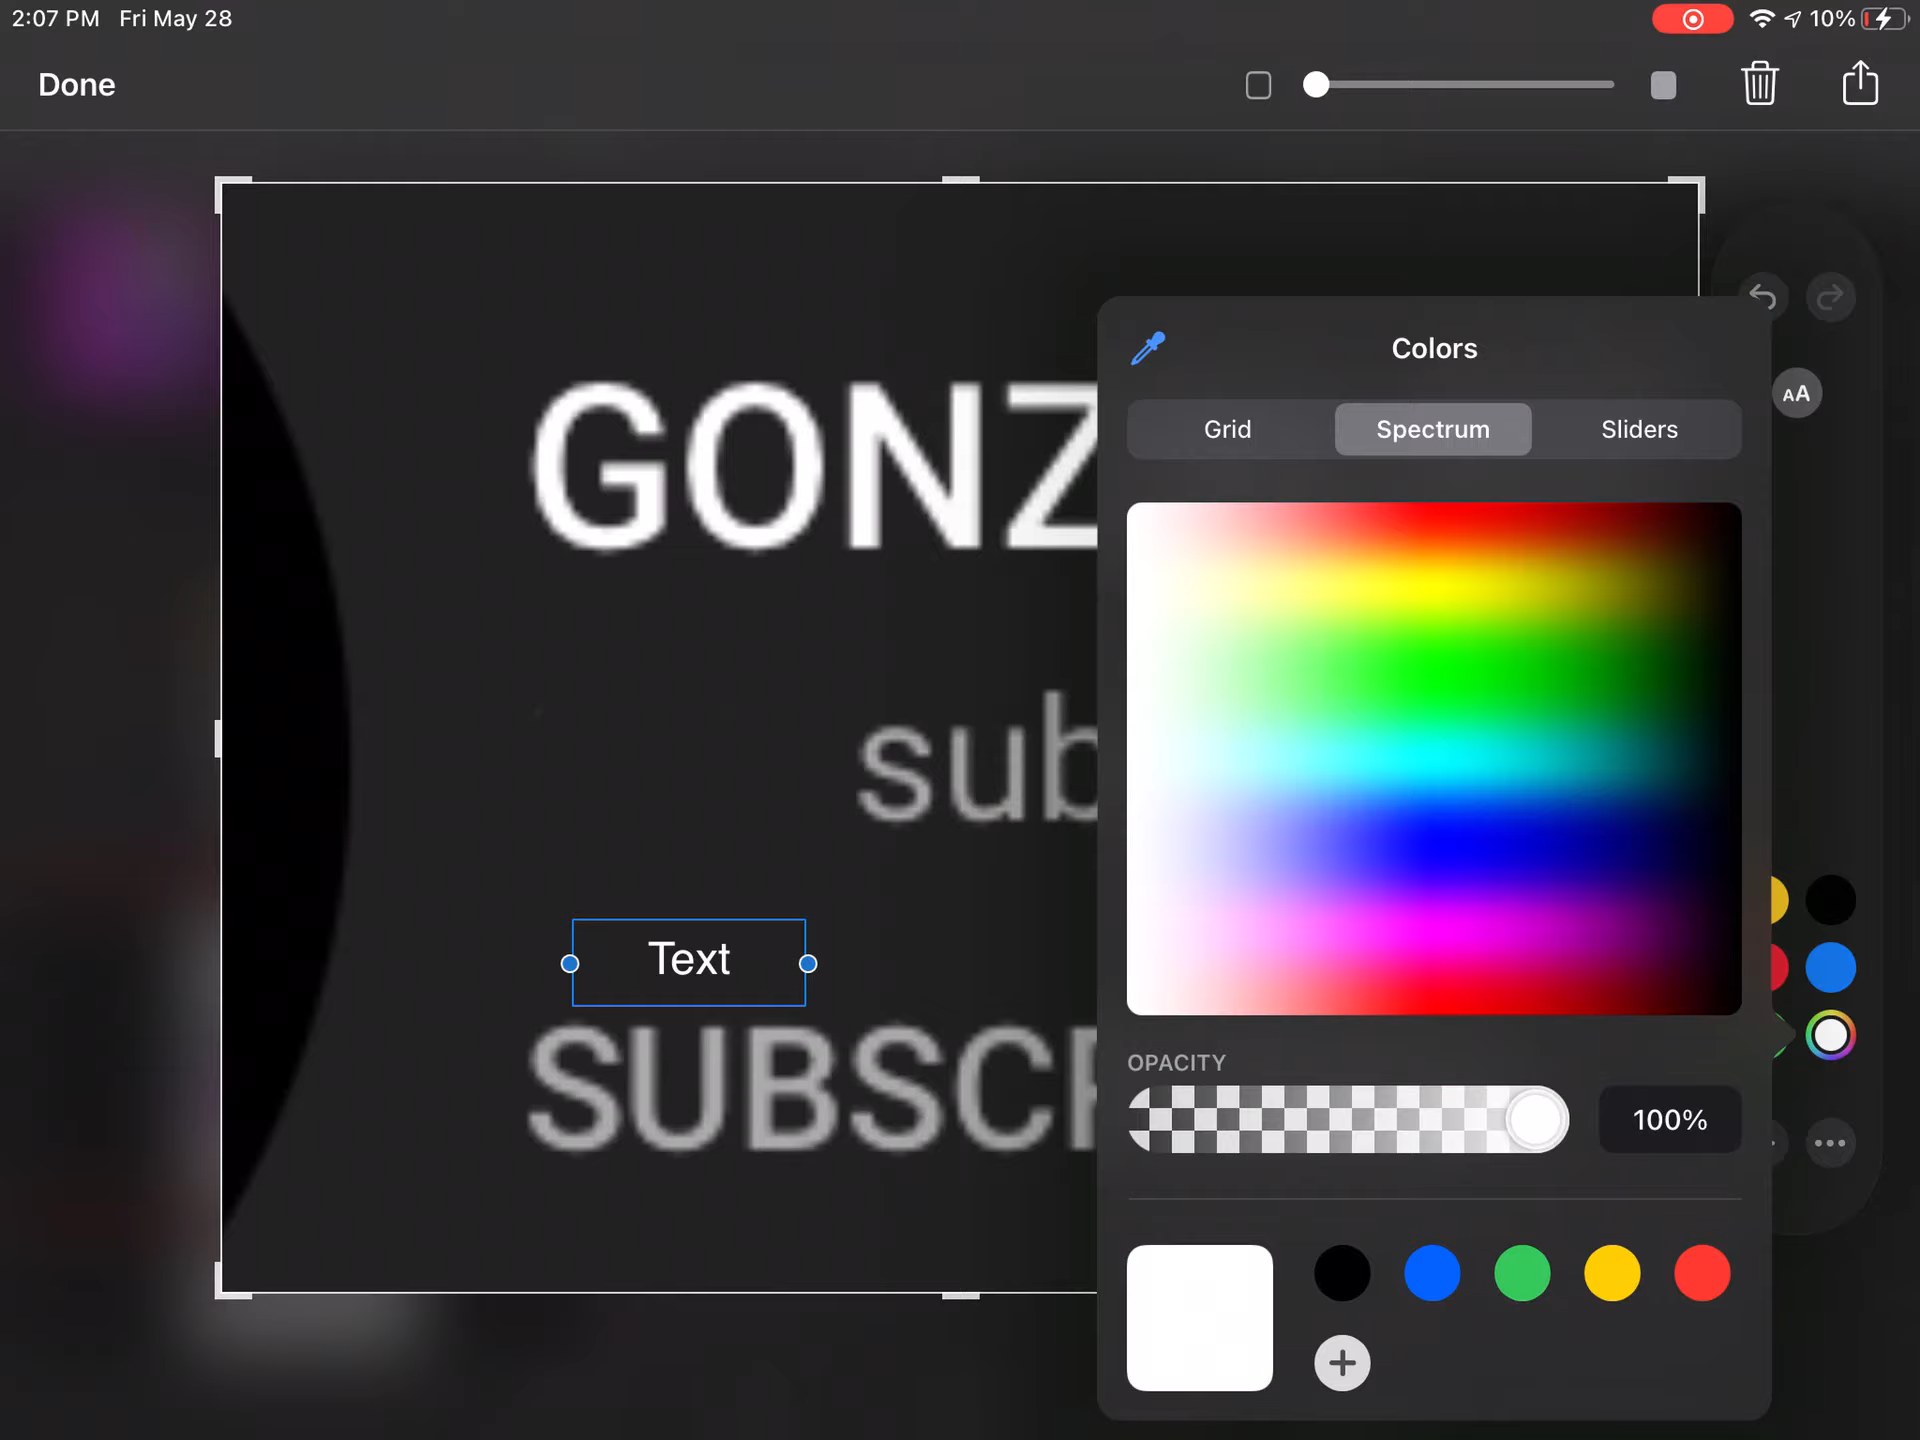 2:07 PM Fri May 28
10%
Done
Colors
AA
Grid
Spectrum
Sliders
GONZ
sub
Text
SUBSC
OPACITY
100%